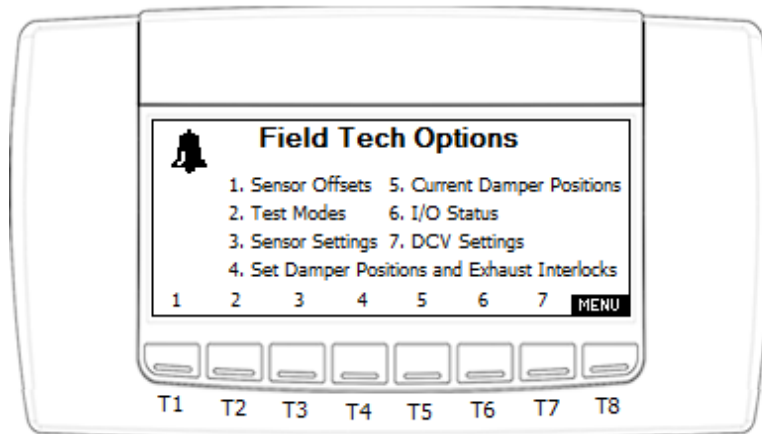 Field Tech Options
1. Sensor Offsets 5. Current Damper Positions
2. Test Modes 6. I/O Status
3. Sensor Settings 7. DCV Settings
4. Set Damper Positions and Exhaust Interlocks
1 2 3 4 5 6 7 MENU
T1 T2 T3 T4 T5 T6 T7 T8